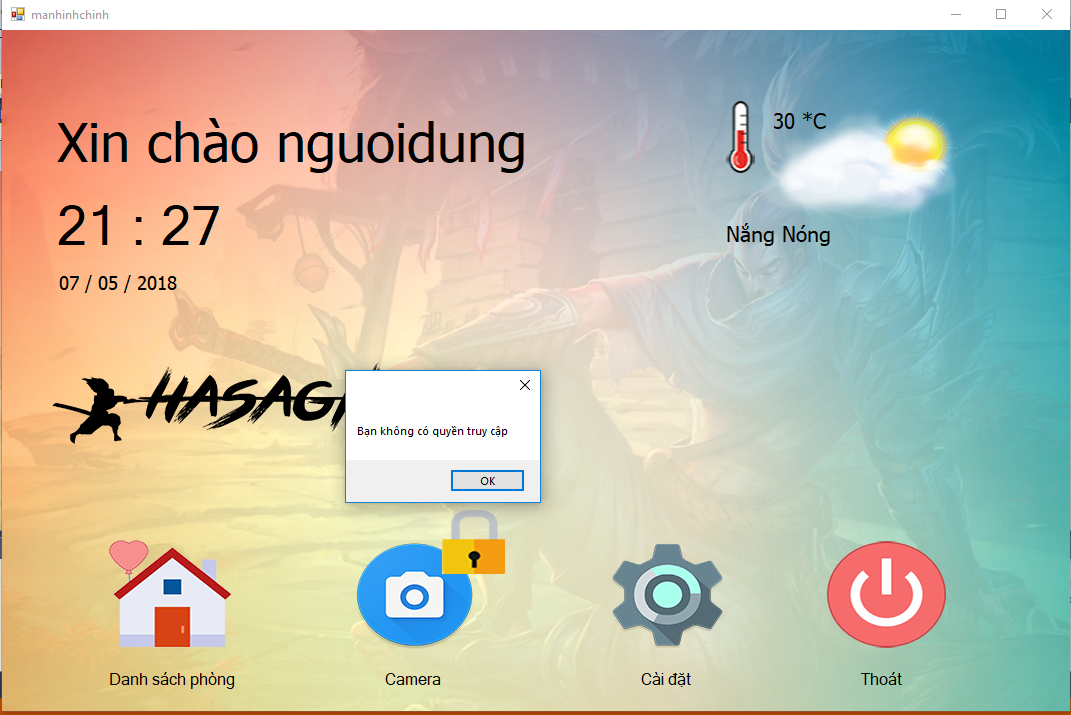 manhinhchinh
Xin chào nguoidung
30 *C
21 : 27
Nắng Nóng
07 / 05 / 2018
HASAG
Bạn không có quyền truy cập
OK
Danh sách phòng
Camera
Cài đặt
Thoát